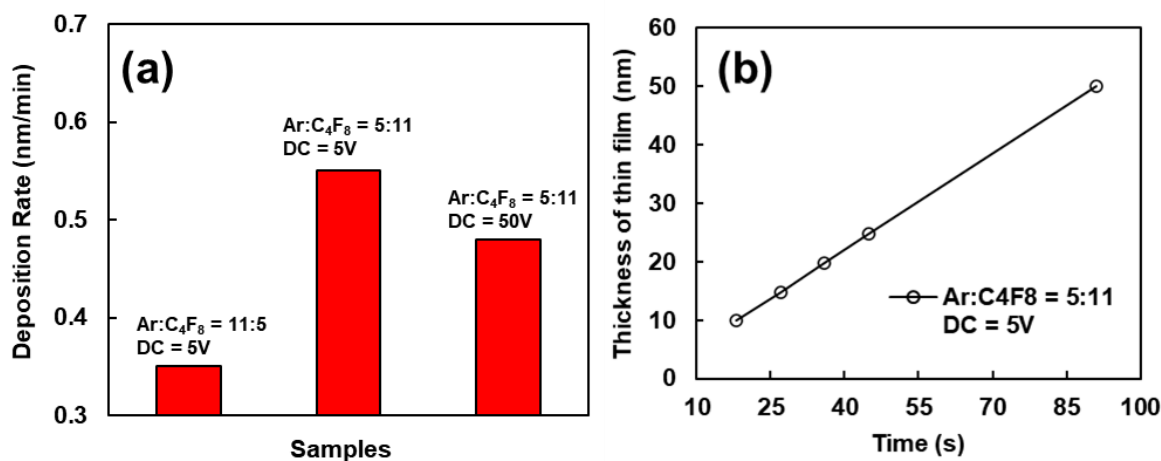 (a)
Deposition Rate (nm/min)
0.7
0.6
0.5
0.4
0.3
Ar:C₄F₈ = 11:5
DC = 5V
Ar:C₄F₈ = 5:11
DC = 5V
Ar:C₄F₈ = 5:11
DC = 50V
Samples
(b)
Thickness of thin film (nm)
60
50
40
30
20
10
0
Ar:C4F8 = 5:11
DC = 5V
10 25 40 55 70 85 100
Time (s)